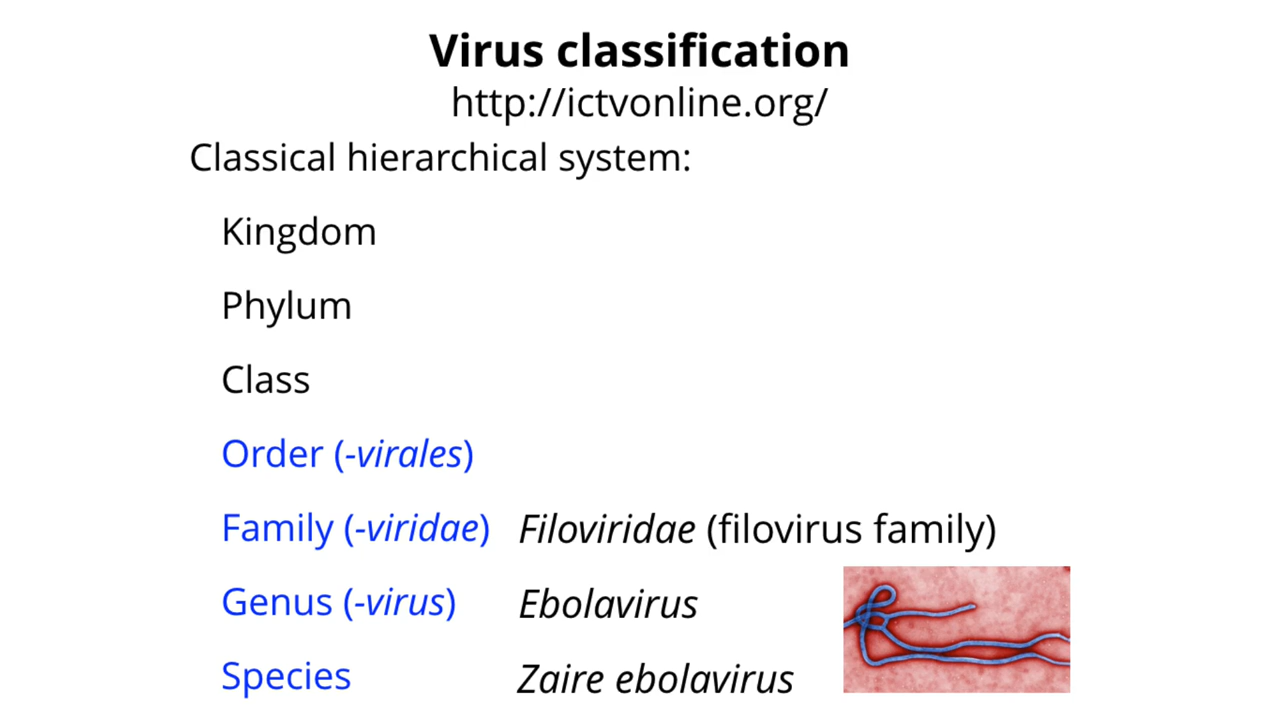 Virus classification
http://ictvonline.org/
Classical hierarchical system:
Kingdom
Phylum
Class
Order (-virales)
Family (-viridae) Filoviridae (filovirus family)
Genus (-virus) Ebolavirus
Species Zaire ebolavirus